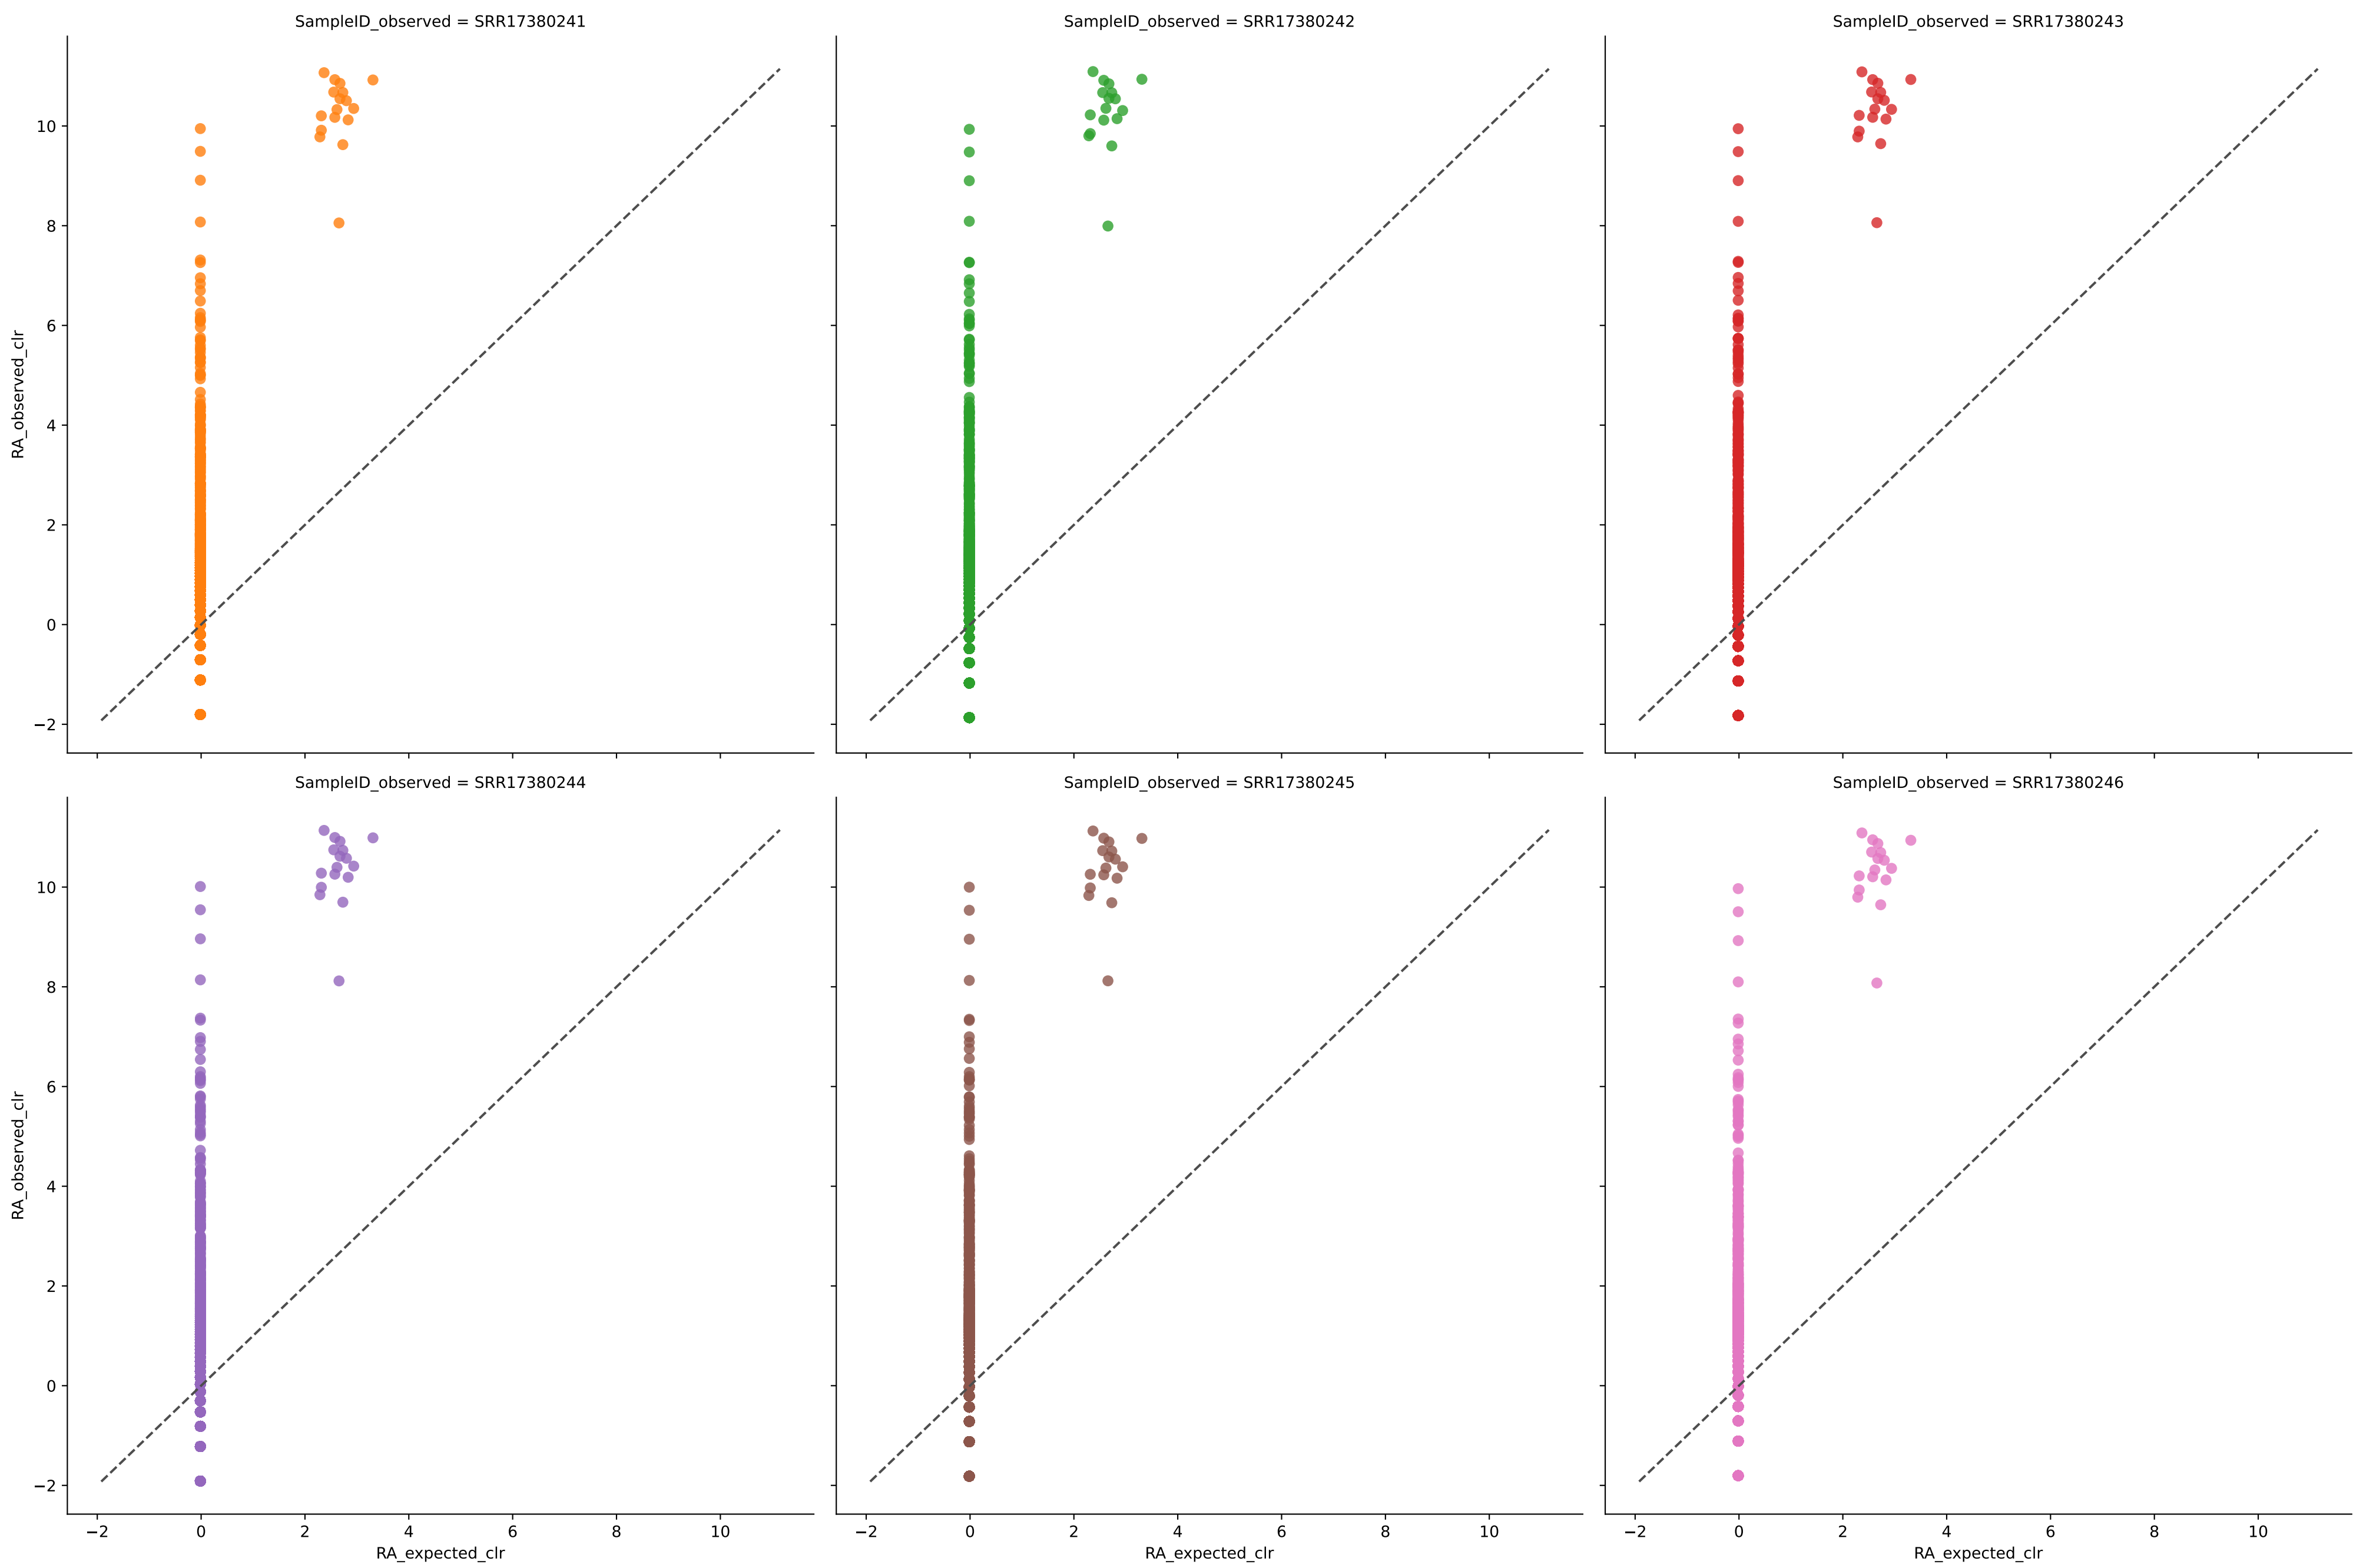 SampleID_observed = SRR17380241
SampleID_observed = SRR17380242
SampleID_observed = SRR17380243
RA_observed_clr
10
8
6
4
2
0
−2
SampleID_observed = SRR17380244
SampleID_observed = SRR17380245
SampleID_observed = SRR17380246
RA_observed_clr
10
8
6
4
2
0
−2
−2 0 2 4 6 8 10
−2 0 2 4 6 8 10
−2 0 2 4 6 8 10
RA_expected_clr
RA_expected_clr
RA_expected_clr